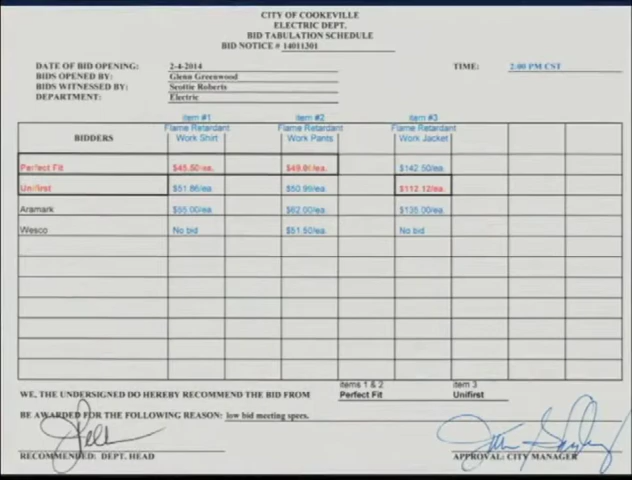 CITY OF COOKEVILLE
ELECTRIC DEPT.
BID TABULATION SCHEDULE
BID NOTICE # 14011301
DATE OF BID OPENING: 2-4-2014 TIME: 2:00 PM CST
BIDS OPENED BY: Glenn Greenwood
BIDS WITNESSED BY: Scottie Roberts
DEPARTMENT: Electric
item #1 item #2 item #3
Flame Retardant Flame Retardant Flame Retardant
BIDDERS Work Shirt Work Pants Work Jacket
Perfect Fit $45.50/ea. $142.50/ea.
Unifirst $51.86/ea $50.99/ea $112.12/ea.
Aramark $55.00/ea $62.00/ea $135.00/ea.
Wesco No bid $51.50/ea No bid
items 1 & 2 item 3
WE, THE UNDERSIGNED DO HEREBY RECOMMEND THE BID FROM Perfect Fit Unifirst
BE AWARDED FOR THE FOLLOWING REASON: low bid meeting specs.
RECOMMENDED: DEPT. HEAD APPROVAL: CITY MANAGER